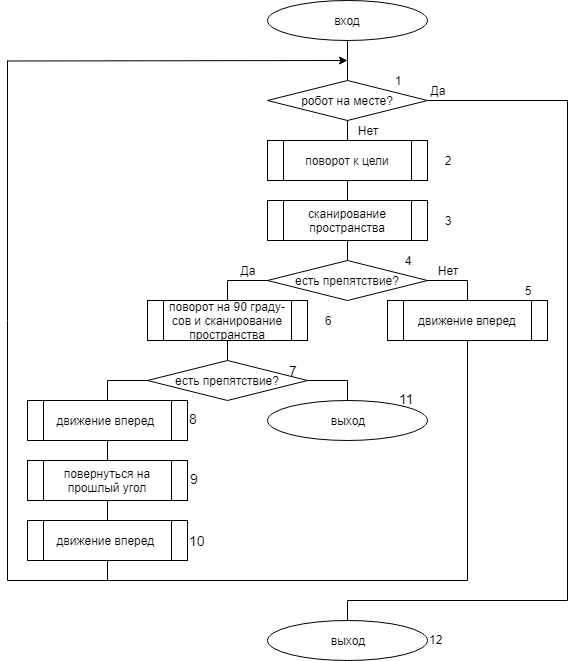 вход
1
робот на месте?
Да
Нет
поворот к цели
2
сканирование
пространства
3
4
есть препятствие?
Да
Нет
5
поворот на 90 граду-
сов и сканирование
пространства
6
движение вперед
7
есть препятствие?
11
движение вперед
8
выход
повернуться на
прошлый угол
9
движение вперед
10
выход
12